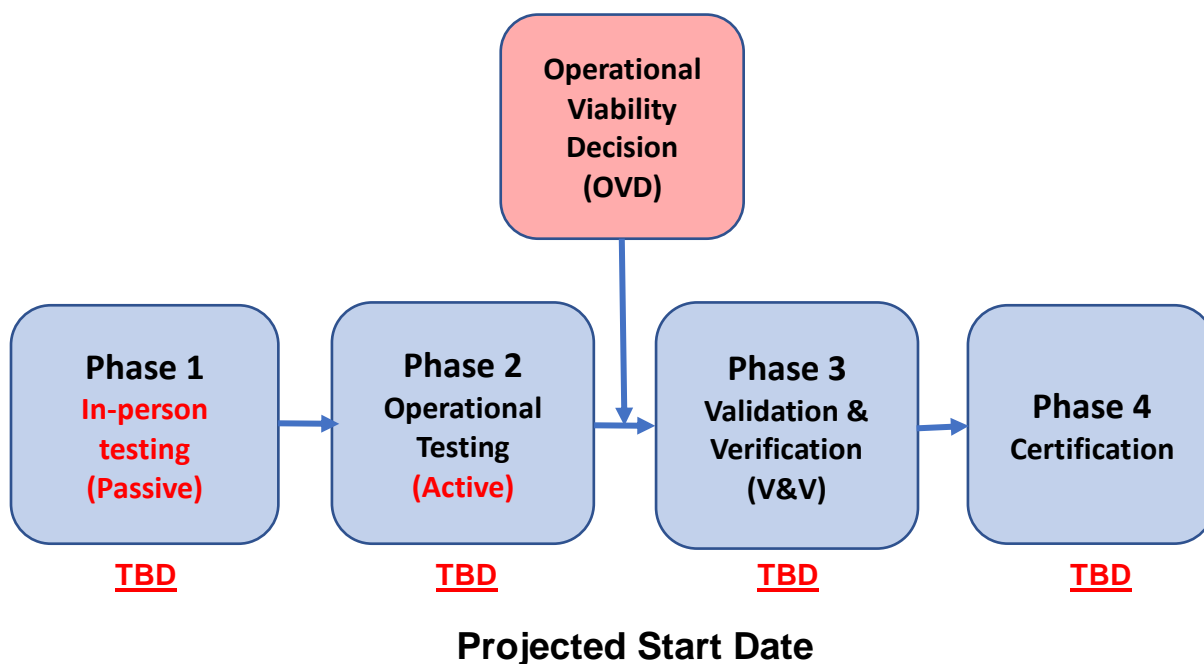 Operational
Viability
Decision
(OVD)
Phase 1
In-person
testing
(Passive)
Phase 2
Operational
Testing
(Active)
Phase 3
Validation &
Verification
(V&V)
Phase 4
Certification
TBD
TBD
TBD
TBD
Projected Start Date